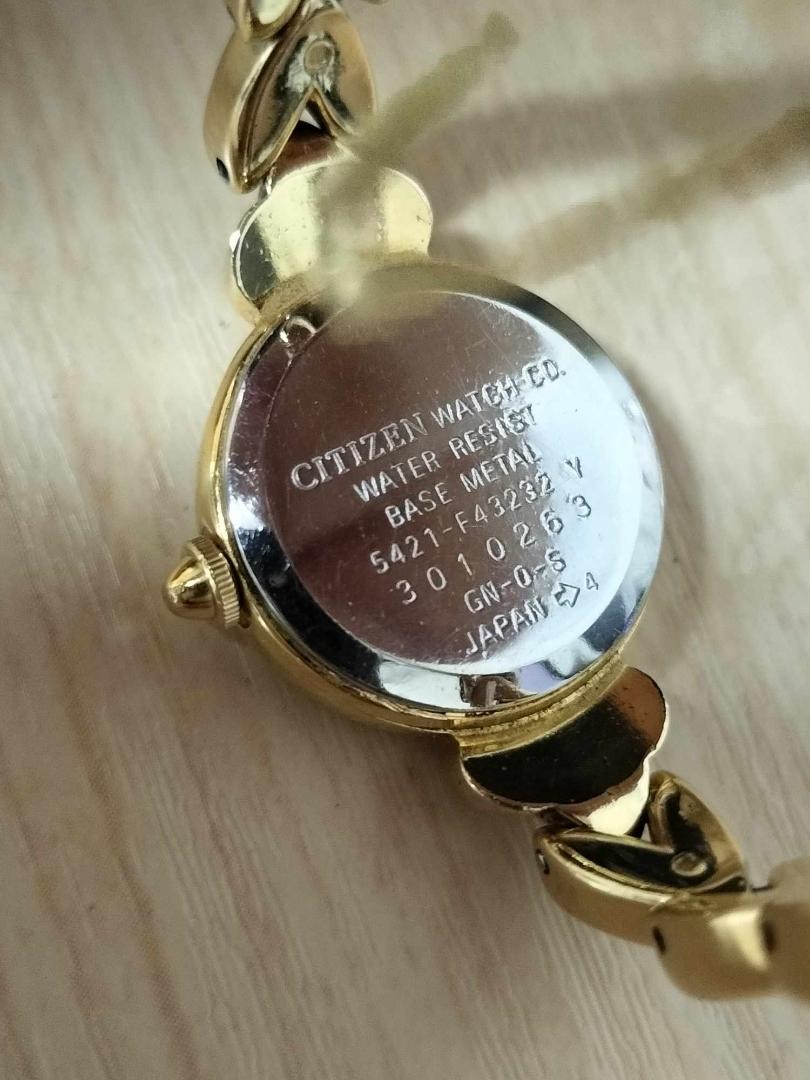 CITIZEN WATCH CO.
WATER RESIST
BASE METAL
5421-F43232 Y
3010263
GN-0-S
JAPAN 4